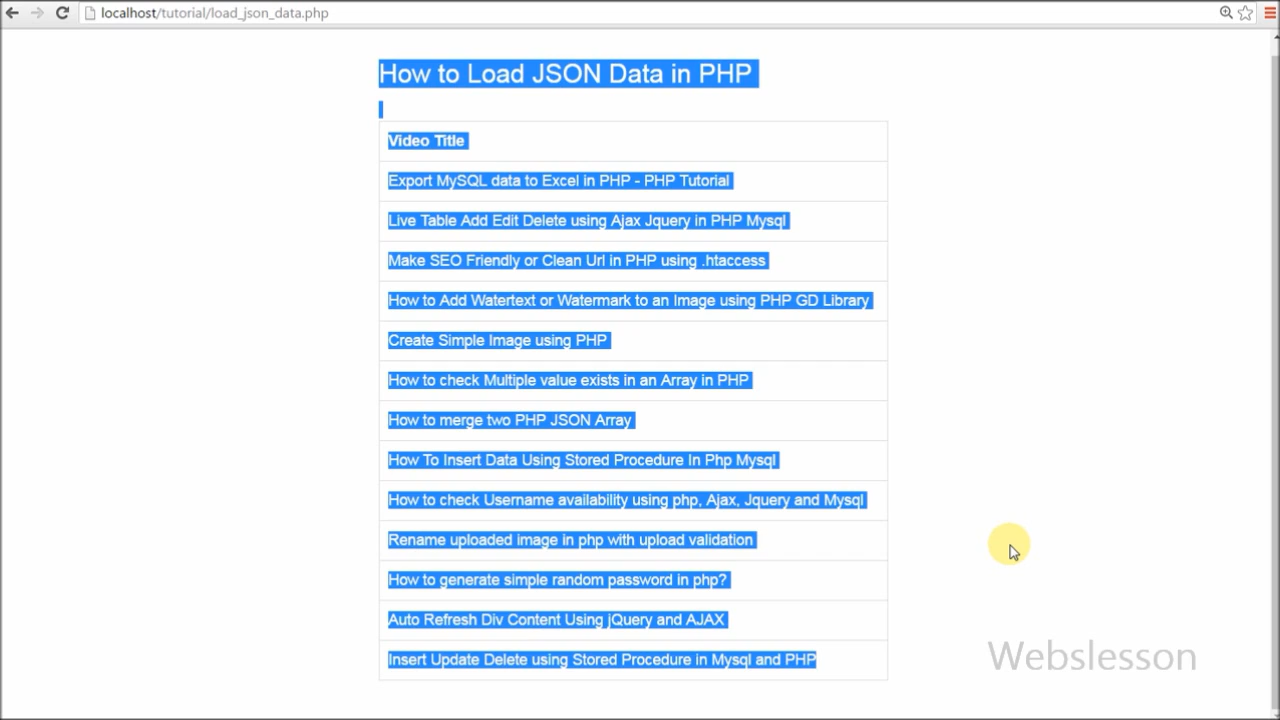 localhost/tutorial/load_json_data.php
How to Load JSON Data in PHP
Video Title
Export MySQL data to Excel in PHP - PHP Tutorial
Live Table Add Edit Delete using Ajax Jquery in PHP Mysql
Make SEO Friendly or Clean Url in PHP using .htaccess
How to Add Watertext or Watermark to an Image using PHP GD Library
Create Simple Image using PHP
How to check Multiple value exists in an Array in PHP
How to merge two PHP JSON Array
How To Insert Data Using Stored Procedure In Php Mysql
How to check Username availability using php, Ajax, Jquery and Mysql
Rename uploaded image in php with upload validation
How to generate simple random password in php?
Auto Refresh Div Content Using jQuery and AJAX
Insert Update Delete using Stored Procedure in Mysql and PHP
Webslesson